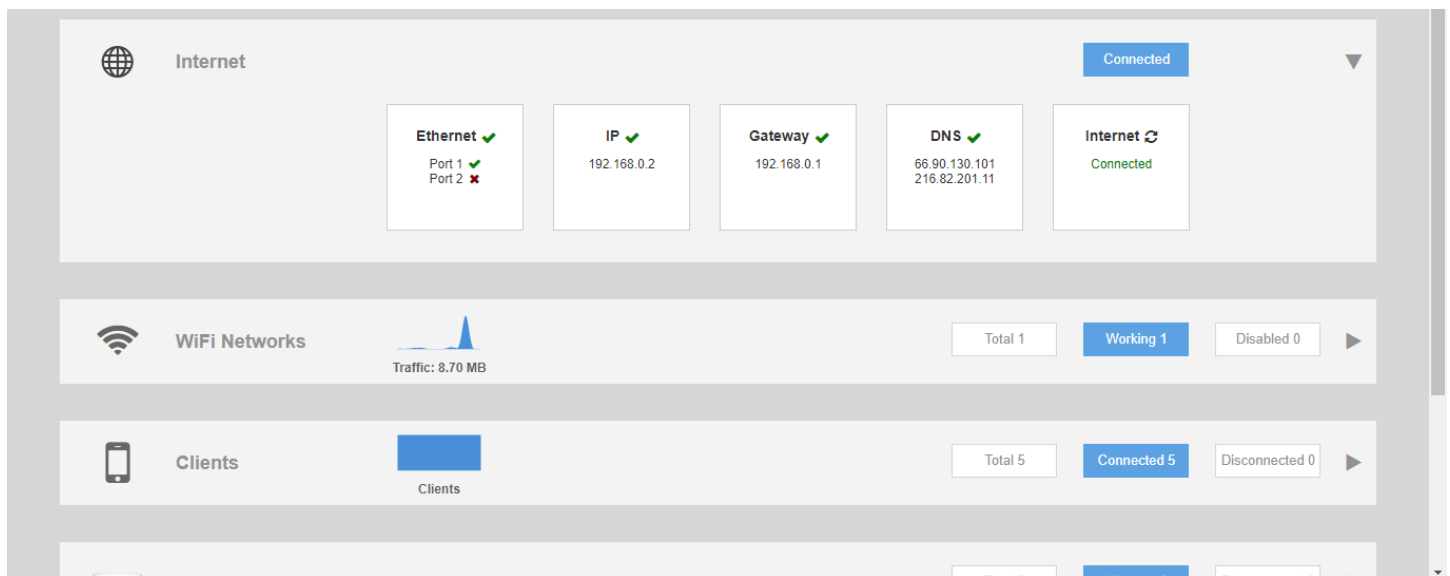 Internet
Connected
Ethernet
Port 1
Port 2
IP
192.168.0.2
Gateway
192.168.0.1
DNS
66.90.130.101
216.82.201.11
Internet
Connected
WiFi Networks
Traffic: 8.70 MB
Total 1
Working 1
Disabled 0
Clients
Clients
Total 5
Connected 5
Disconnected 0